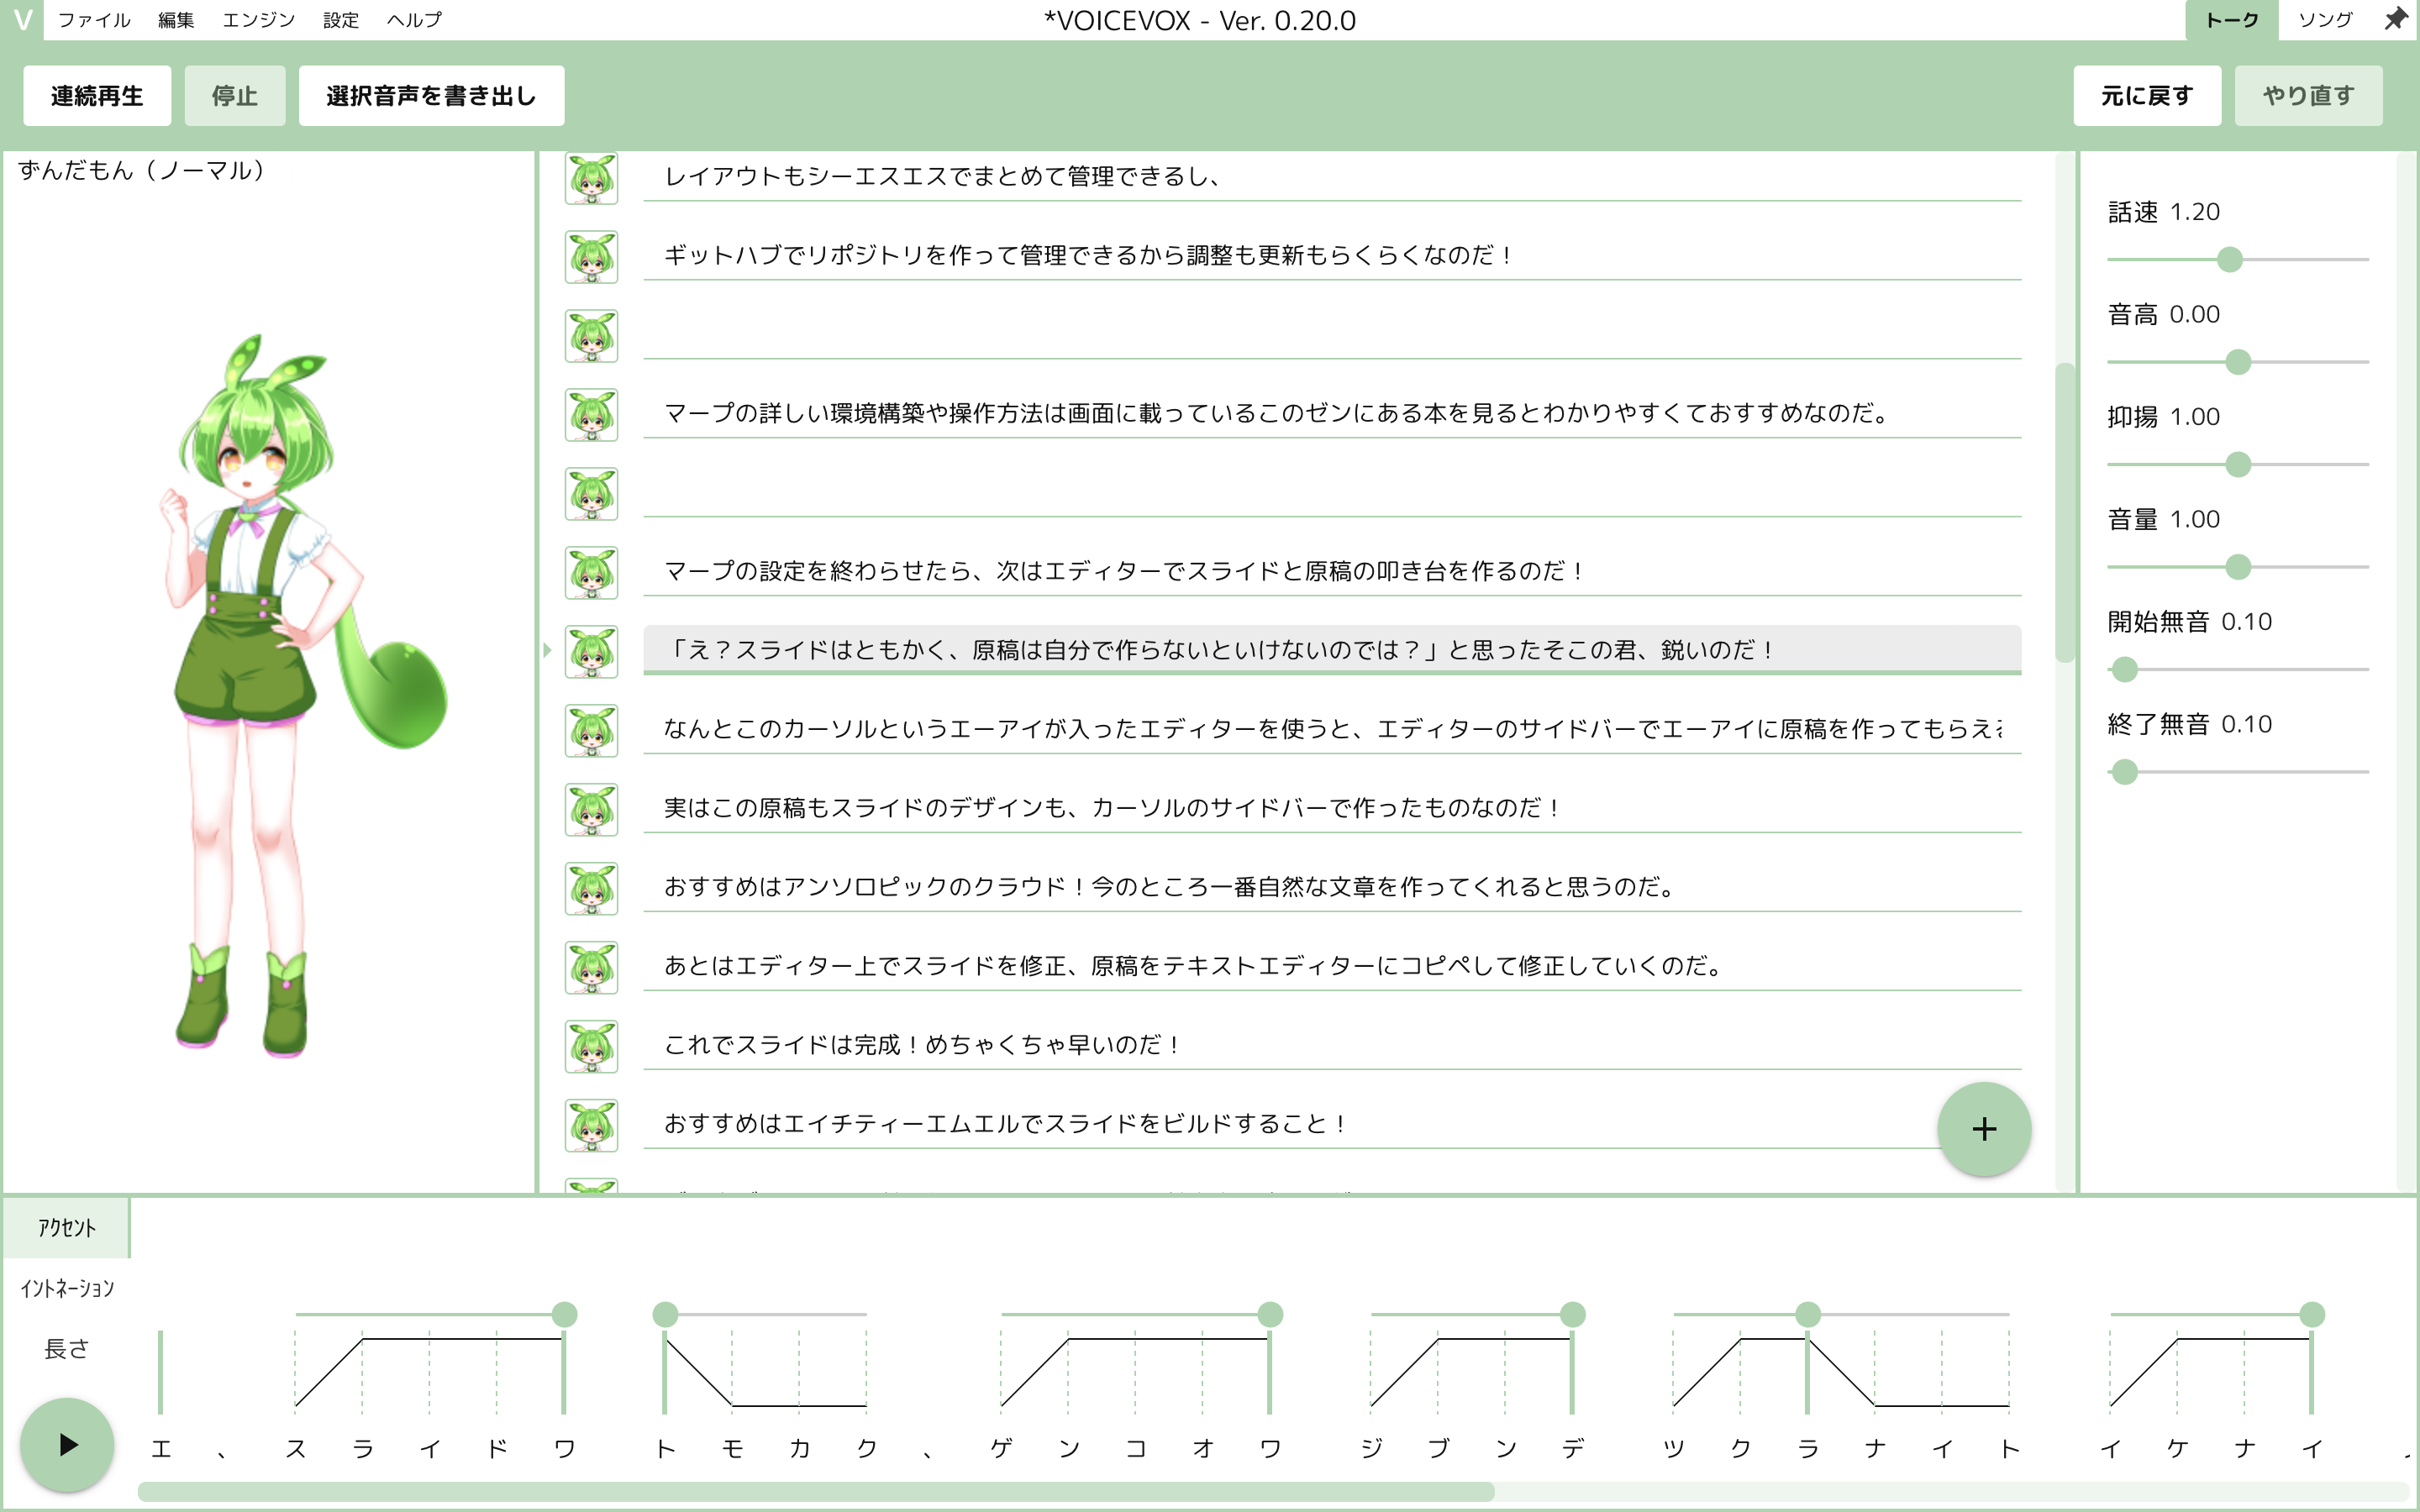 V ファイル 編集 エンジン 設定 ヘルプ *VOICEVOX - Ver. 0.20.0 トーク ソング
連続再生 停止 選択音声を書き出し 元に戻す やり直す
ずんだもん（ノーマル）
レイアウトもシーエスエスでまとめて管理できるし、
ギットハブでリポジトリを作って管理できるから調整も更新もらくらくなのだ！
マープの詳しい環境構築や操作方法は画面に載っているこのゼンにある本を見るとわかりやすくておすすめなのだ。
マープの設定を終わらせたら、次はエディターでスライドと原稿の叩き台を作るのだ！
「え？スライドはともかく、原稿は自分で作らないといけないのでは？」と思ったそこの君、鋭いのだ！
なんとこのカーソルというエーアイが入ったエディターを使うと、エディターのサイドバーでエーアイに原稿を作ってもらえ
実はこの原稿もスライドのデザインも、カーソルのサイドバーで作ったものなのだ！
おすすめはアンソロピックのクラウド！今のところ一番自然な文章を作ってくれると思うのだ。
あとはエディター上でスライドを修正、原稿をテキストエディターにコピペして修正していくのだ。
これでスライドは完成！めちゃくちゃ早いのだ！
おすすめはエイチティーエムエルでスライドをビルドすること！
+
話速 1.20
音高 0.00
抑揚 1.00
音量 1.00
開始無音 0.10
終了無音 0.10
アクセント
イントネーション
長さ
エ 、 ス ラ イ ド ワ ト モ カ ク 、 ゲ ン コ オ ワ ジ ブ ン デ ツ ク ラ ナ イ ト イ ケ ナ イ